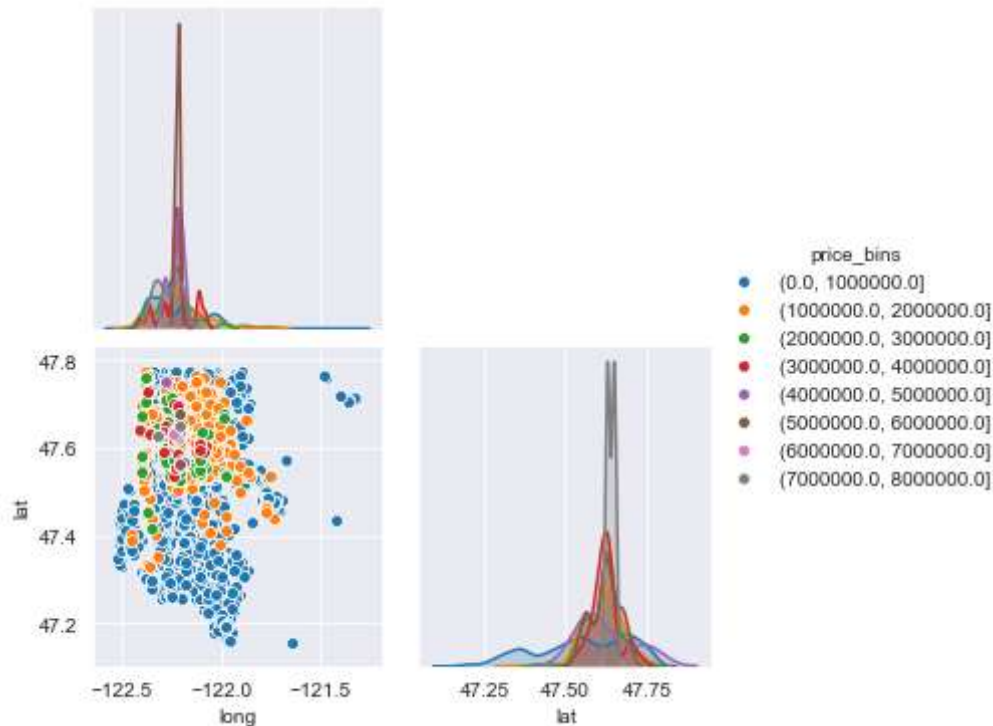 price_bins
(0.0, 1000000.0]
(1000000.0, 2000000.0]
(2000000.0, 3000000.0]
(3000000.0, 4000000.0]
(4000000.0, 5000000.0]
(5000000.0, 6000000.0]
(6000000.0, 7000000.0]
(7000000.0, 8000000.0]
47.8
47.6
lat
47.4
47.2
−122.5 −122.0 −121.5
long
47.25 47.50 47.75
lat